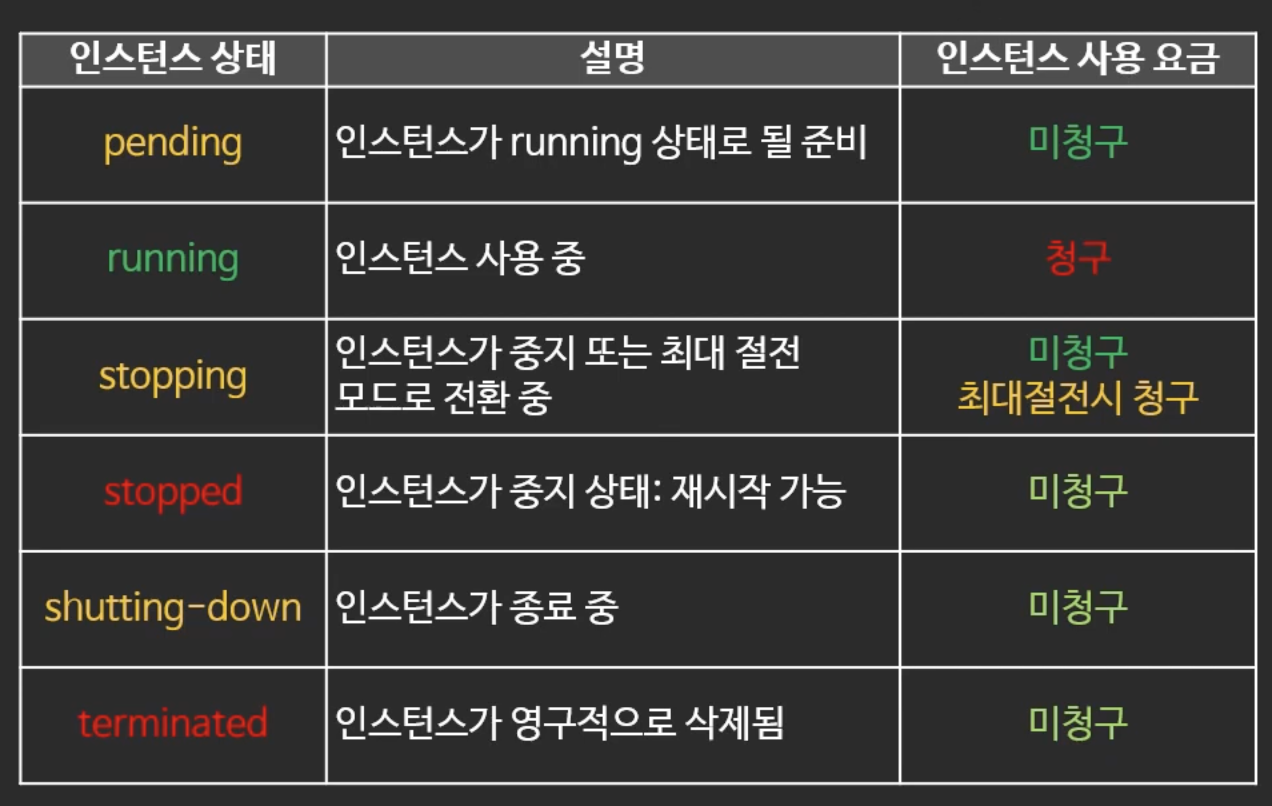 인스턴스 상태 설명 인스턴스 사용 요금
pending 인스턴스가 running 상태로 될 준비 미청구
running 인스턴스 사용 중 청구
stopping 인스턴스가 중지 또는 최대 절전
모드로 전환 중 미청구
최대절전시 청구
stopped 인스턴스가 중지 상태: 재시작 가능 미청구
shutting-down 인스턴스가 종료 중 미청구
terminated 인스턴스가 영구적으로 삭제됨 미청구